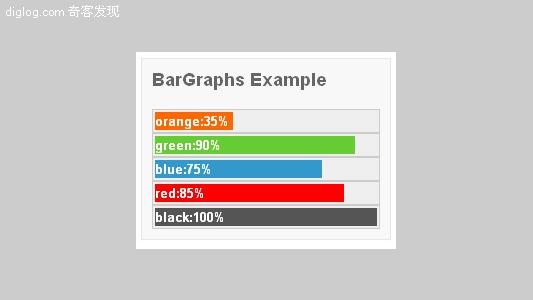 diglog.com 奇客发现
BarGraphs Example
orange:35%
green:90%
blue:75%
red:85%
black:100%